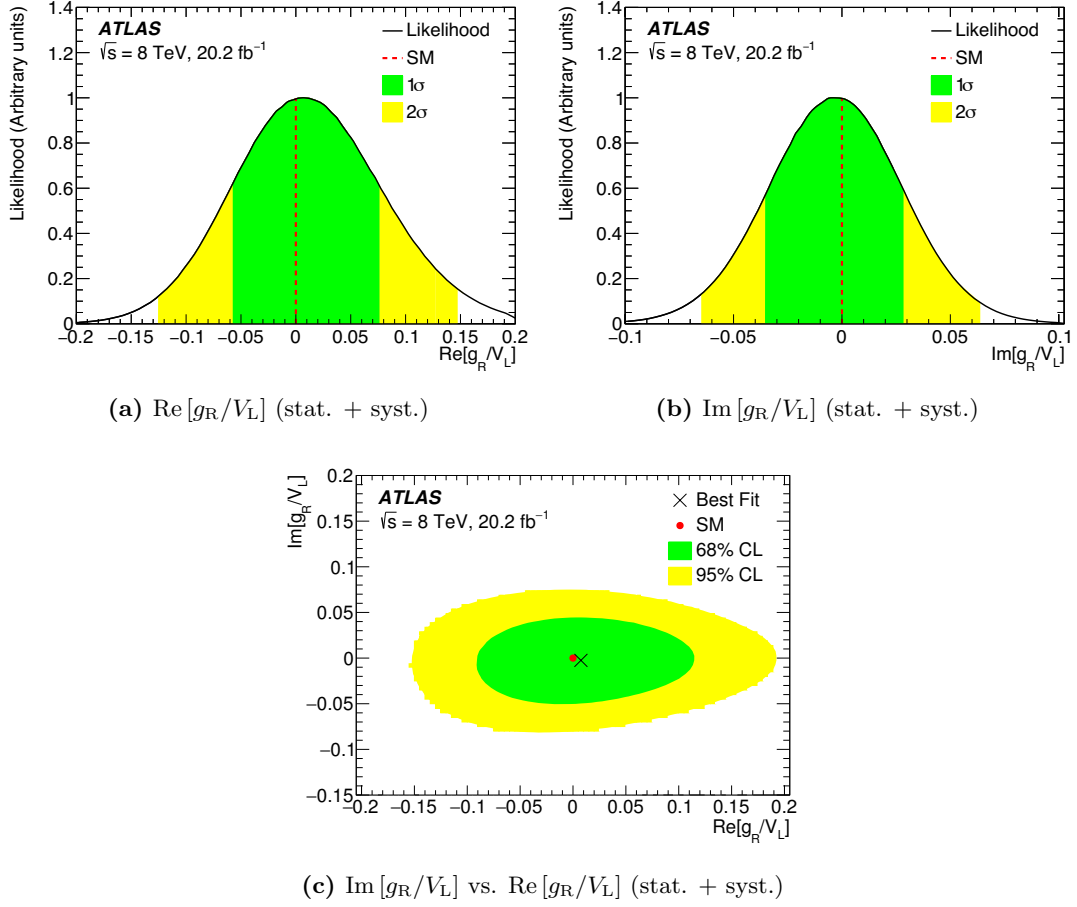 Likelihood (Arbitrary units)
1.4
1.2
1
0.8
0.6
0.4
0.2
0
ATLAS
√s = 8 TeV, 20.2 fb⁻¹
Likelihood
SM
1σ
2σ
−0.2 −0.15 −0.1 −0.05 0 0.05 0.1 0.15 0.2
Re[g_R/V_L]
(a) Re [g_R/V_L] (stat. + syst.)
Likelihood (Arbitrary units)
1.4
1.2
1
0.8
0.6
0.4
0.2
0
ATLAS
√s = 8 TeV, 20.2 fb⁻¹
Likelihood
SM
1σ
2σ
−0.1 −0.05 0 0.05 0.1
Im[g_R/V_L]
(b) Im [g_R/V_L] (stat. + syst.)
Im[g_R/V_L]
0.2
0.15
0.1
0.05
0
−0.05
−0.1
−0.15
ATLAS
√s = 8 TeV, 20.2 fb⁻¹
Best Fit
SM
68% CL
95% CL
−0.2 −0.15 −0.1 −0.05 0 0.05 0.1 0.15 0.2
Re[g_R/V_L]
(c) Im [g_R/V_L] vs. Re [g_R/V_L] (stat. + syst.)